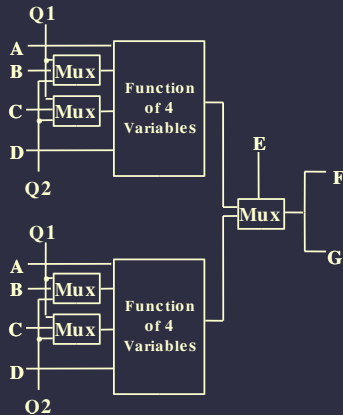 Q1
A
B
Mux
C
Mux
D
Q2
Function
of 4
Variables
E
Mux
F
G
Q1
A
B
Mux
C
Mux
D
Q2
Function
of 4
Variables